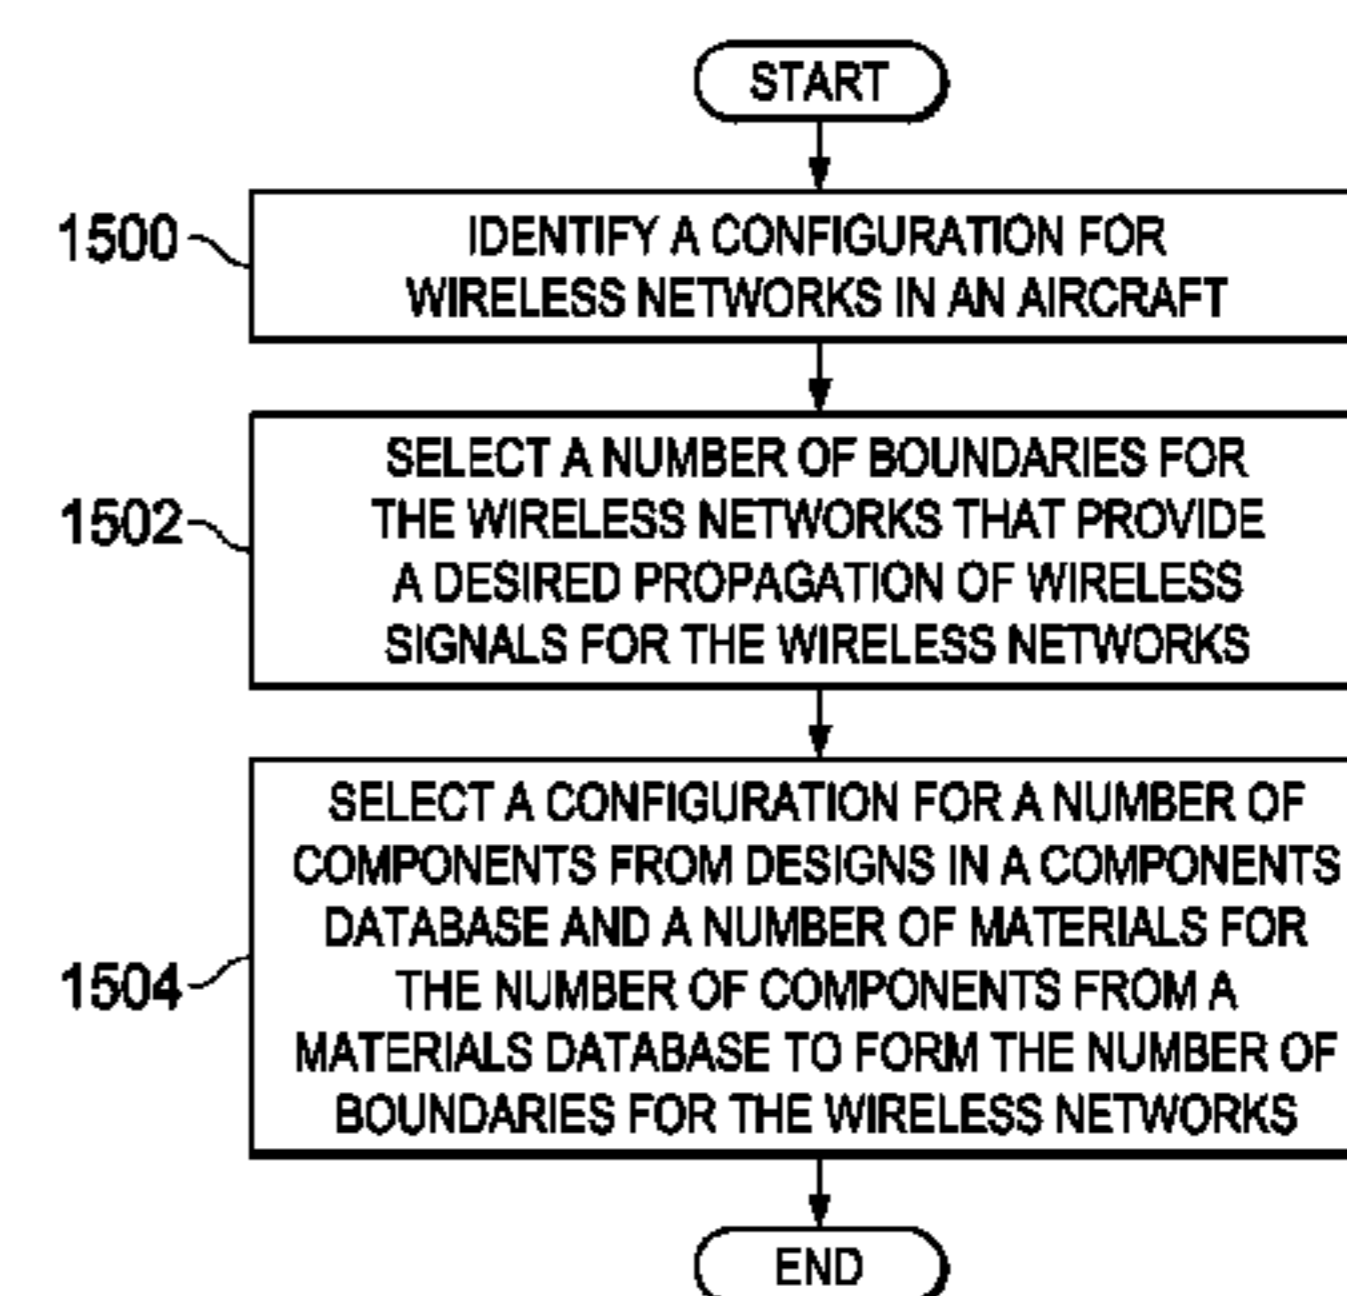 START
1500
IDENTIFY A CONFIGURATION FOR
WIRELESS NETWORKS IN AN AIRCRAFT
1502
SELECT A NUMBER OF BOUNDARIES FOR
THE WIRELESS NETWORKS THAT PROVIDE
A DESIRED PROPAGATION OF WIRELESS
SIGNALS FOR THE WIRELESS NETWORKS
1504
SELECT A CONFIGURATION FOR A NUMBER OF
COMPONENTS FROM DESIGNS IN A COMPONENTS
DATABASE AND A NUMBER OF MATERIALS FOR
THE NUMBER OF COMPONENTS FROM A
MATERIALS DATABASE TO FORM THE NUMBER OF
BOUNDARIES FOR THE WIRELESS NETWORKS
END